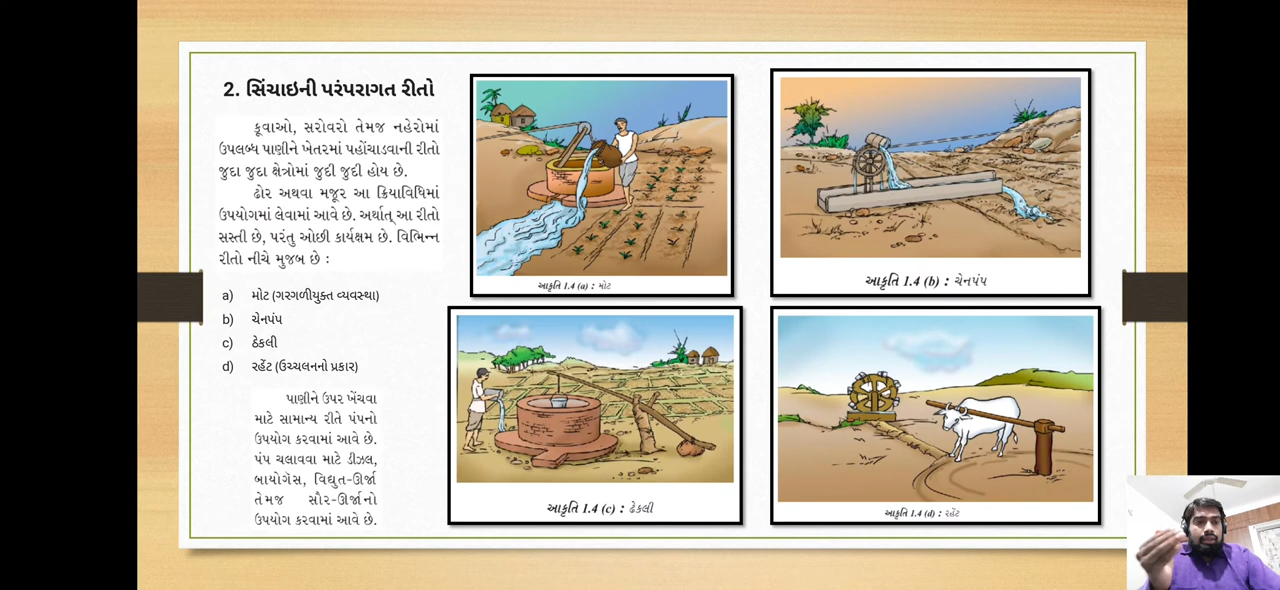 2. સિંચાઇની પરંપરાગત રીતો
કૂવાઓ, સરોવરો તેમજ નહેરોમાં
ઉપલબ્ધ પાણીને ખેતરમાં પહોંચાડવાની રીતો
જુદા જુદા ક્ષેત્રોમાં જુદી જુદી હોય છે.
ઢોર અથવા મજૂર આ ક્રિયાવિધિમાં
ઉપયોગમાં લેવામાં આવે છે. અર્થાત્ આ રીતો
સસ્તી છે, પરંતુ ઓછી કાર્યક્ષમ છે. વિભિન્ન
રીતો નીચે મુજબ છે :
a) મોટ (ગરગળીયુક્ત વ્યવસ્થા)
b) ચેનપંપ
c) ઠેકલી
d) રહેંટ (ઉચ્ચલનનો પ્રકાર)
પાણીને ઉપર ખેંચવા
માટે સામાન્ય રીતે પંપનો
ઉપયોગ કરવામાં આવે છે.
પંપ ચલાવવા માટે ડીઝલ,
બાયોગૅસ, વિદ્યુત-ઊર્જા
તેમજ સૌર-ઊર્જાનો
ઉપયોગ કરવામાં આવે છે.
આકૃતિ 1.4 (a) : મોટ
આકૃતિ 1.4 (b) : ચેનપંપ
આકૃતિ 1.4 (c) : ઢેકલી
આકૃતિ 1.4 (d) : રહેંટ